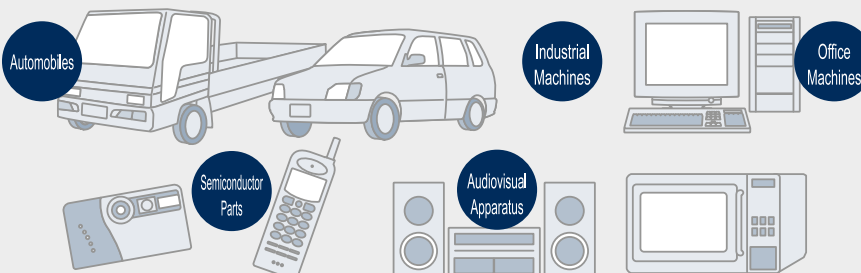 Automobiles
Industrial
Machines
Office
Machines
Semiconductor
Parts
Audiovisual
Apparatus